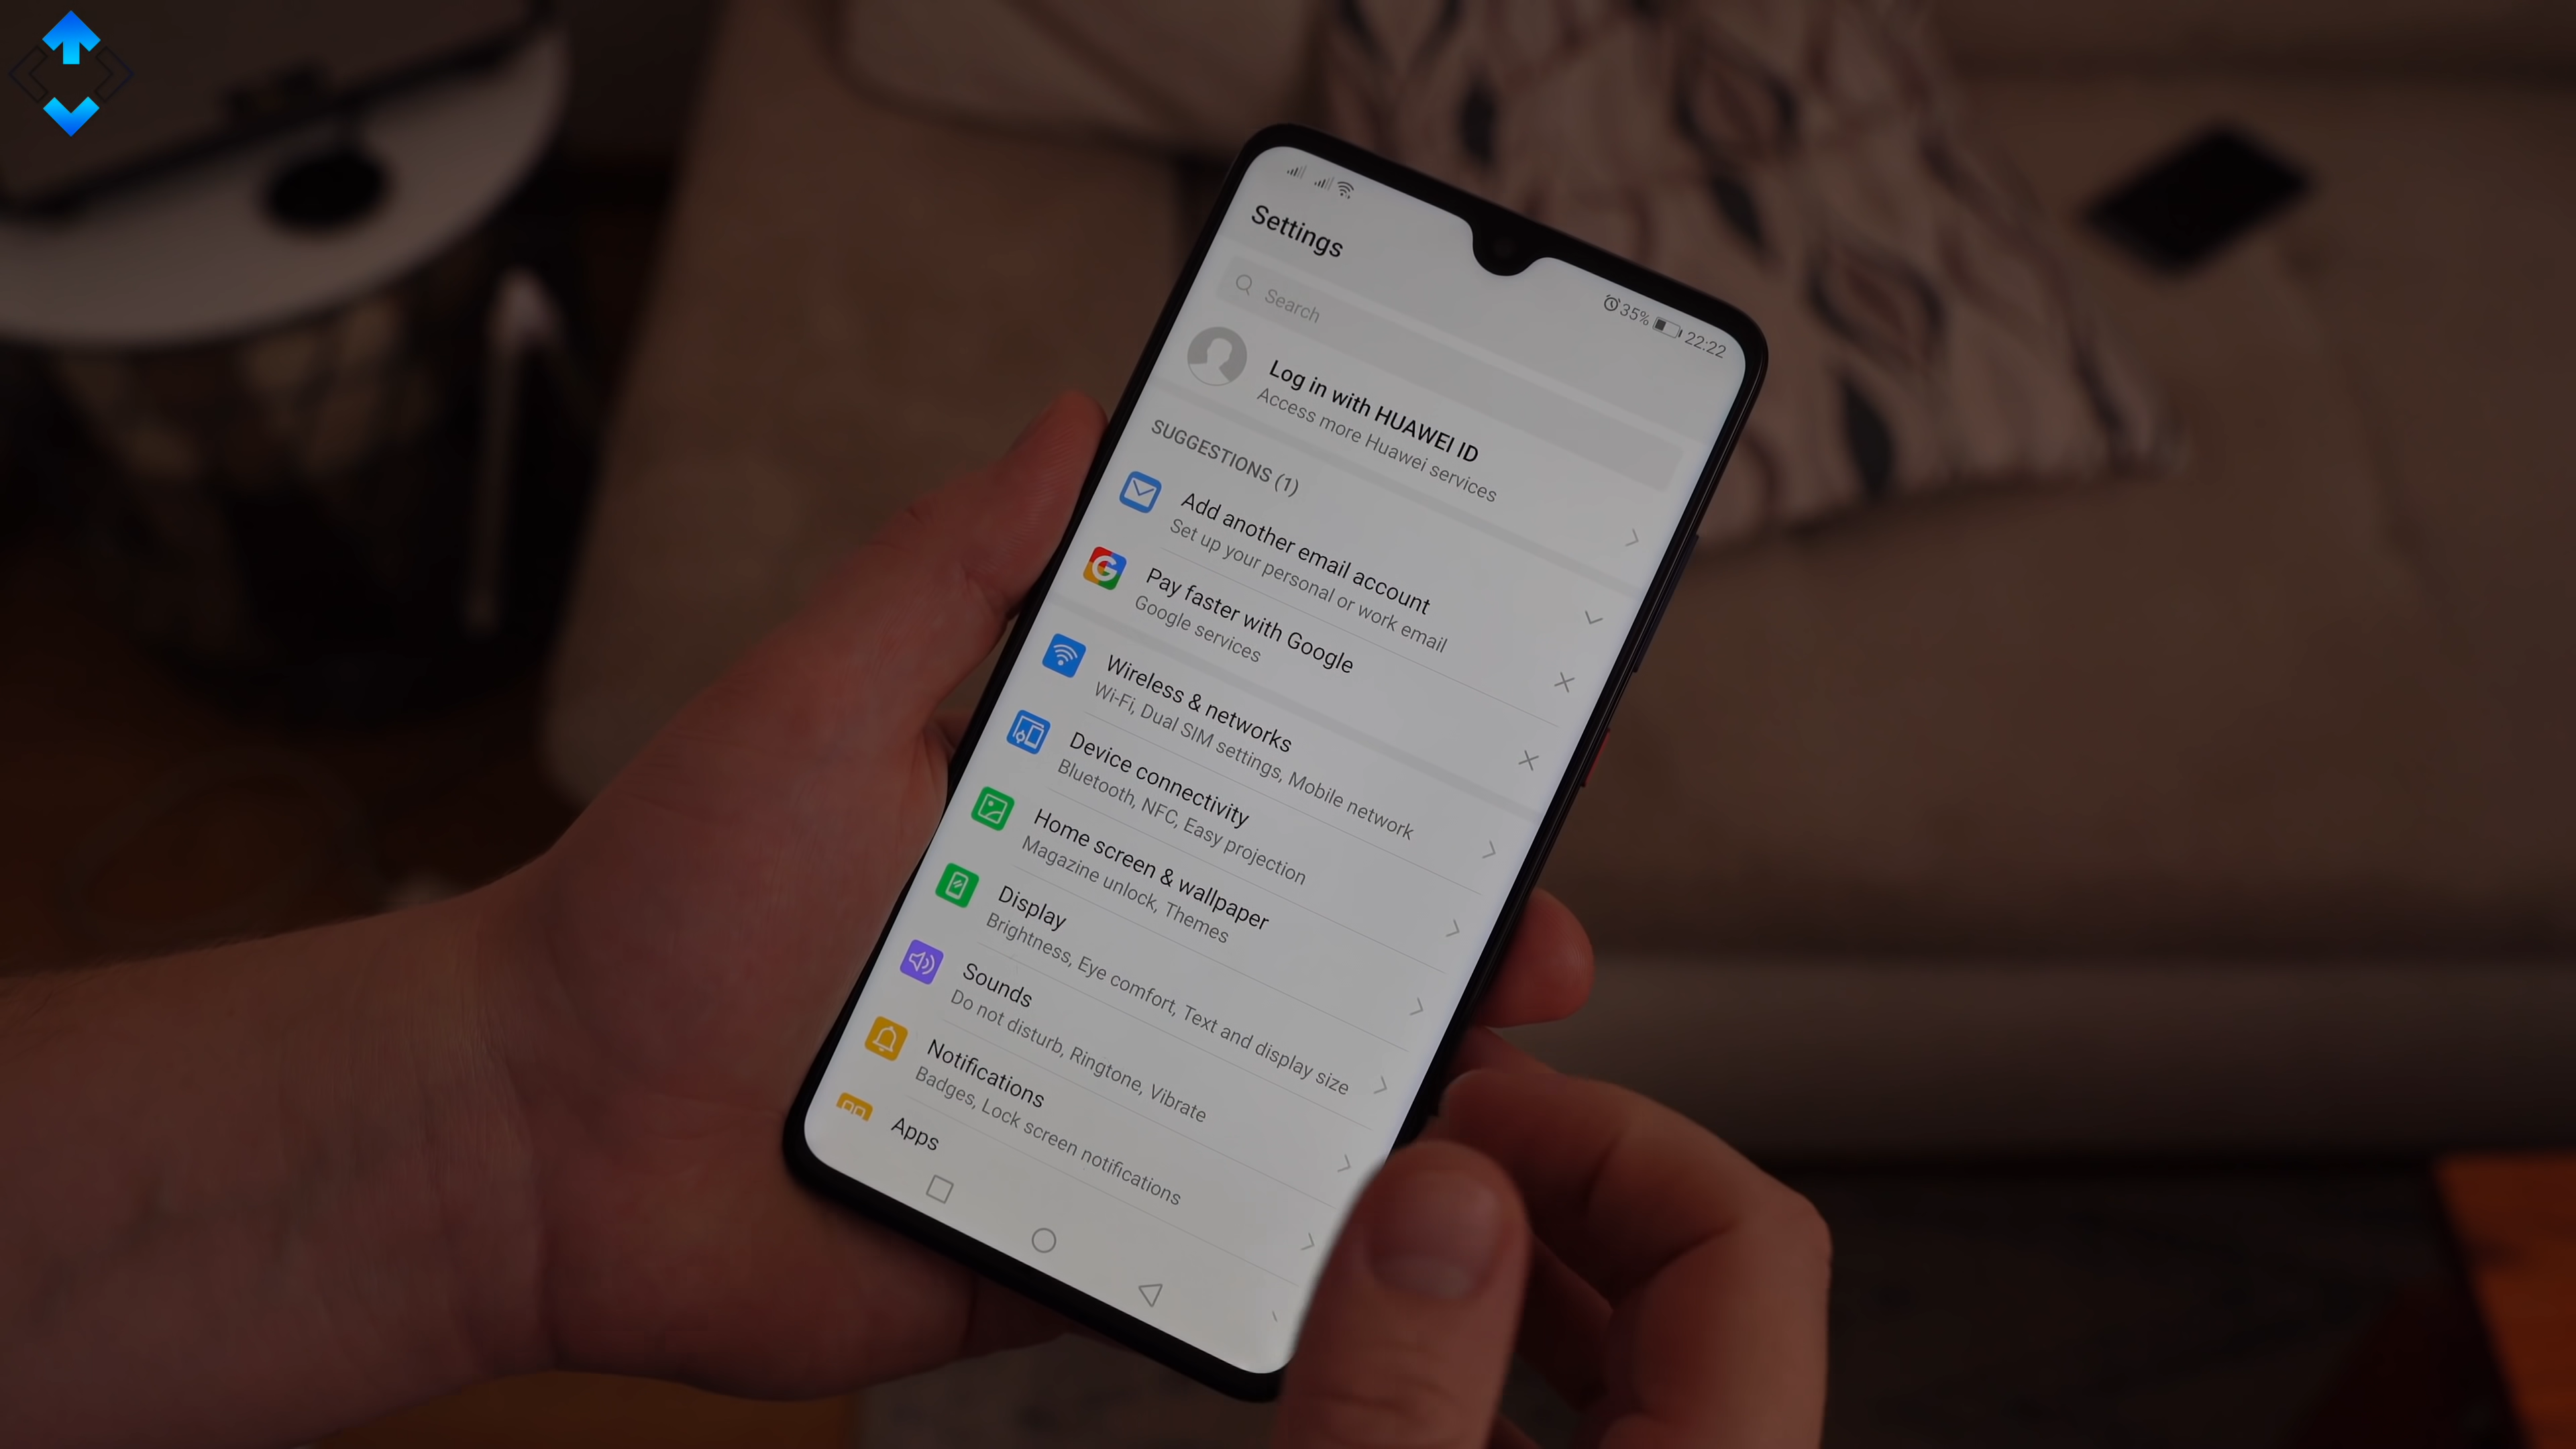 35% 22:22
Settings
Search
Log in with HUAWEI ID
Access more Huawei services
SUGGESTIONS (1)
Add another email account
Set up your personal or work email
Pay faster with Google
Google services
Wireless & networks
Wi-Fi, Dual SIM settings, Mobile network
Device connectivity
Bluetooth, NFC, Easy projection
Home screen & wallpaper
Magazine unlock, Themes
Display
Brightness, Eye comfort, Text and display size
Sounds
Do not disturb, Ringtone, Vibrate
Notifications
Badges, Lock screen notifications
Apps